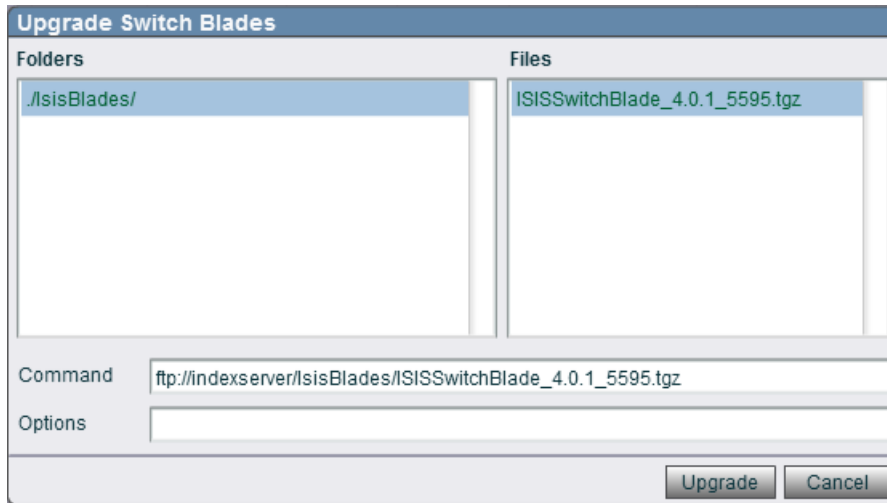 Upgrade Switch Blades
Folders
Files
./IsisBlades/
ISISSwitchBlade_4.0.1_5595.tgz
Command
ftp://indexserver/IsisBlades/ISISSwitchBlade_4.0.1_5595.tgz
Options
Upgrade
Cancel